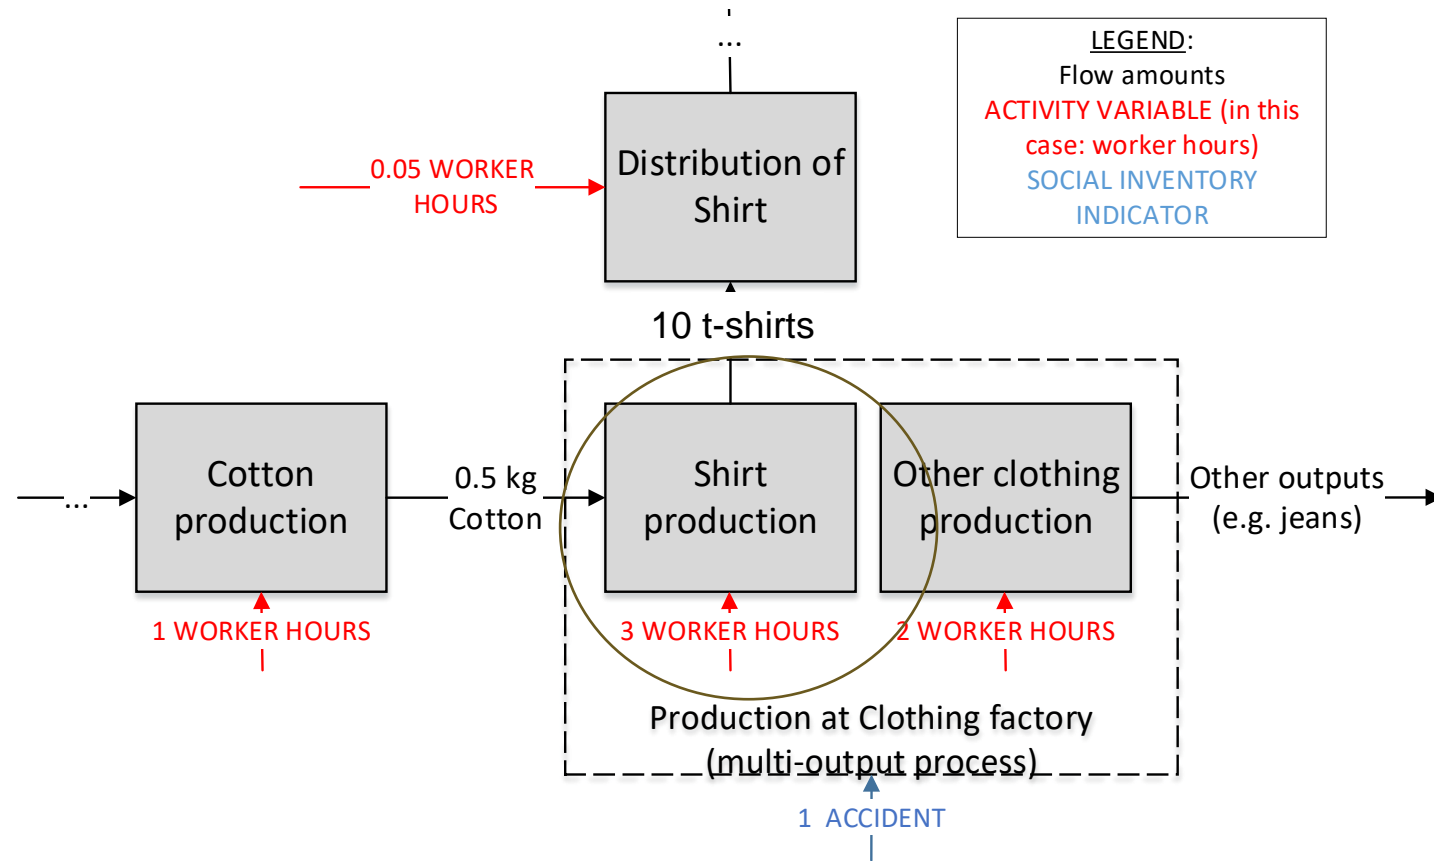 ...
LEGEND:
Flow amounts
ACTIVITY VARIABLE (in this
case: worker hours)
SOCIAL INVENTORY
INDICATOR
0.05 WORKER
HOURS
Distribution of
Shirt
10 t-shirts
...
Cotton
production
0.5 kg
Cotton
Shirt
production
Other clothing
production
Other outputs
(e.g. jeans)
1 WORKER HOURS
3 WORKER HOURS
2 WORKER HOURS
Production at Clothing factory
(multi-output process)
1 ACCIDENT